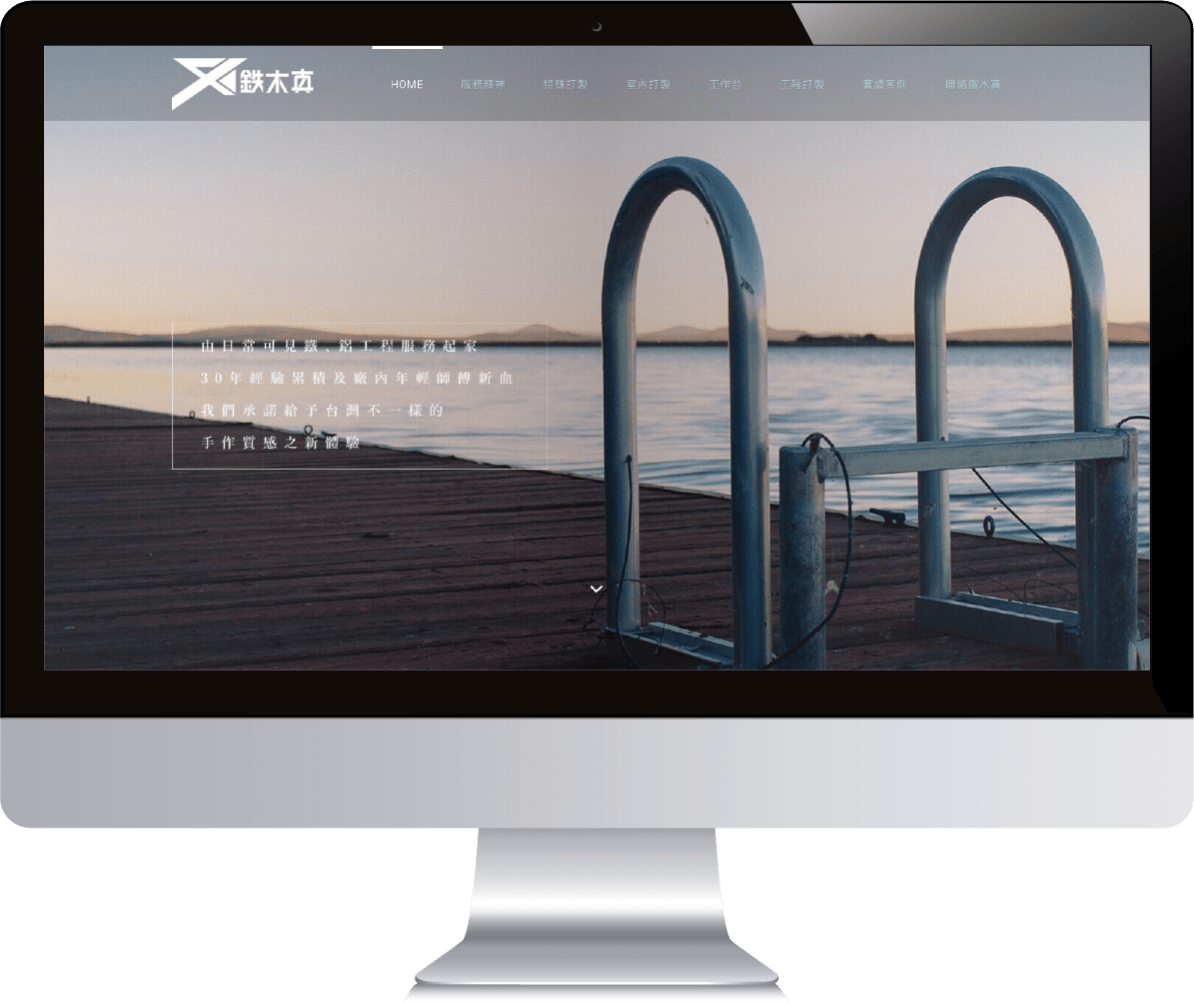 鉄木真
HOME
服務精神
特殊訂製
室內訂製
工作台
工程訂製
實績案例
聯絡鐵木真
由日常可見鐵、鋁工程服務起家
30年經驗累積及廠內年輕師傅新血
我們承諾給予台灣不一樣的
手作質感之新體驗